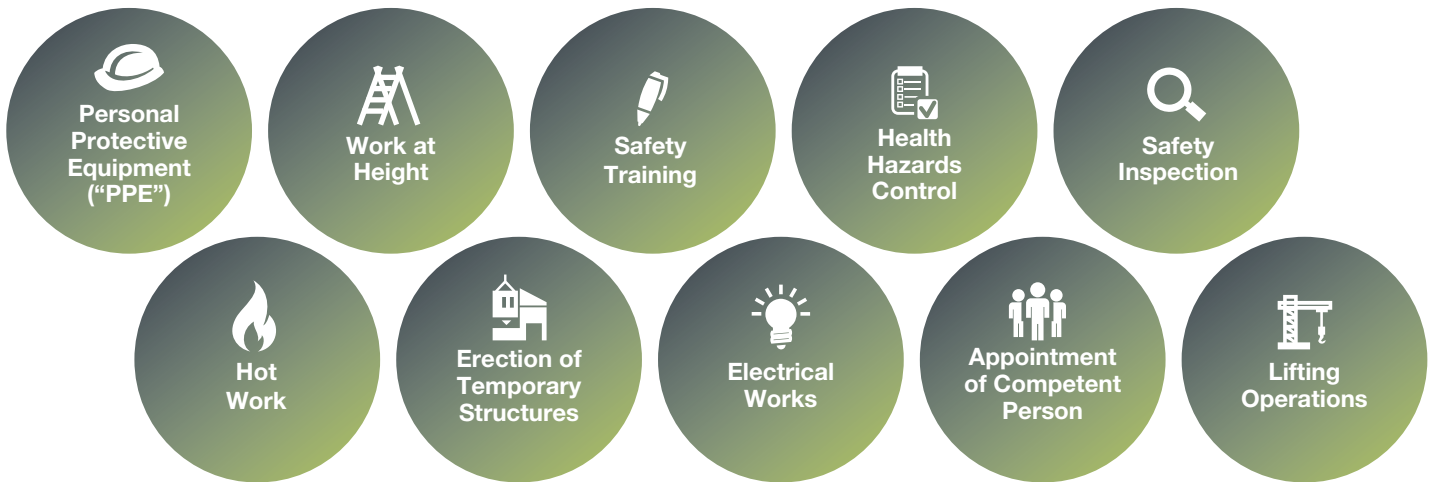 Personal
Protective
Equipment
(“PPE”)
Work at
Height
Safety
Training
Health
Hazards
Control
Safety
Inspection
Hot
Work
Erection of
Temporary
Structures
Electrical
Works
Appointment
of Competent
Person
Lifting
Operations